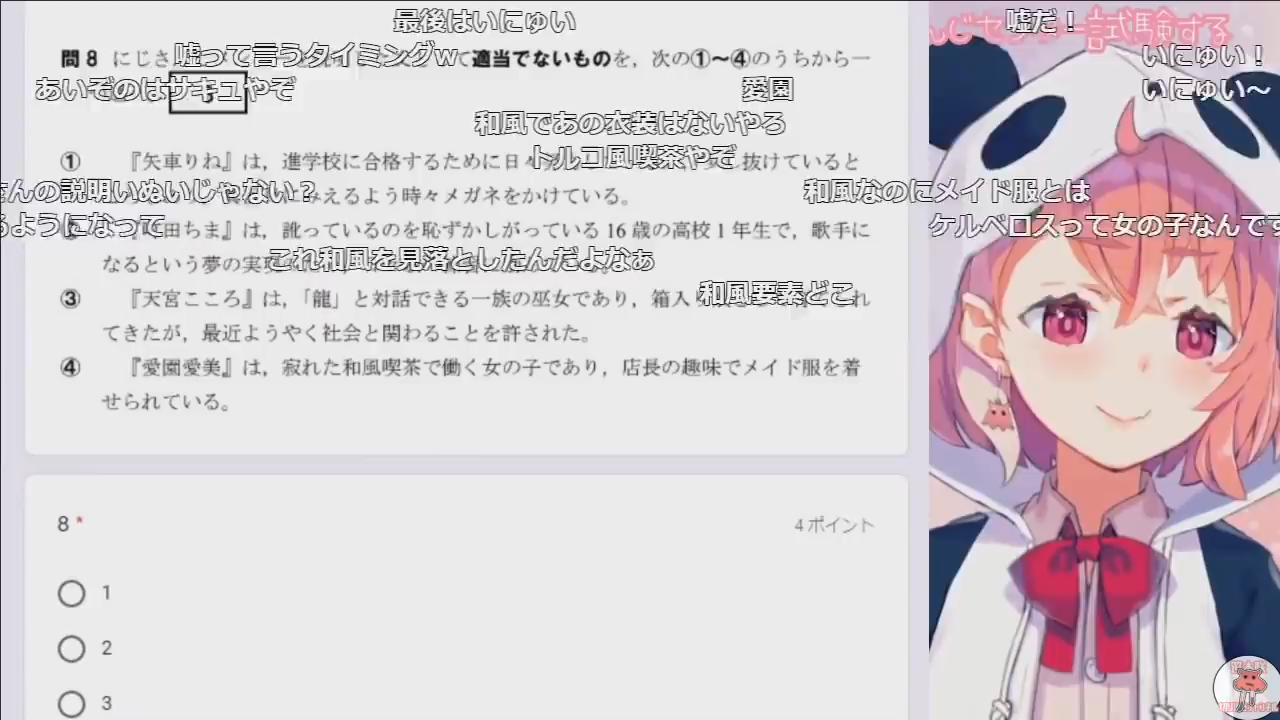 最後はいにゅい
嘘だ！
んじセンター試験する
問8 にじさ
嘘って言うタイミングw
て適当でないものを，次の①〜④のうちから一
いにゅい！
あいぞのはサキュやぞ
愛園
いにゅい〜
和風であの衣装はないやろ
① 『矢車りね』は，進学校に合格するために日々
トルコ風喫茶やぞ
抜けていると
さんの説明いぬいじゃない？
みえるよう時々メガネをかけている。
和風なのにメイド服とは
るようになって
田ちま』は，訛っているのを恥ずかしがっている 16 歳の高校 1 年生で，歌手に
ケルベロスって女の子なんです
なるという夢の実
これ和風を見落としたんだよなぁ
③ 『天宮こころ』は，「龍」と対話できる一族の巫女であり，箱入
和風要素どこ
れ
てきたが，最近ようやく社会と関わることを許された。
④ 『愛園愛美』は，寂れた和風喫茶で働く女の子であり，店長の趣味でメイド服を着
せられている。
8 *
4 ポイント
1
2
3